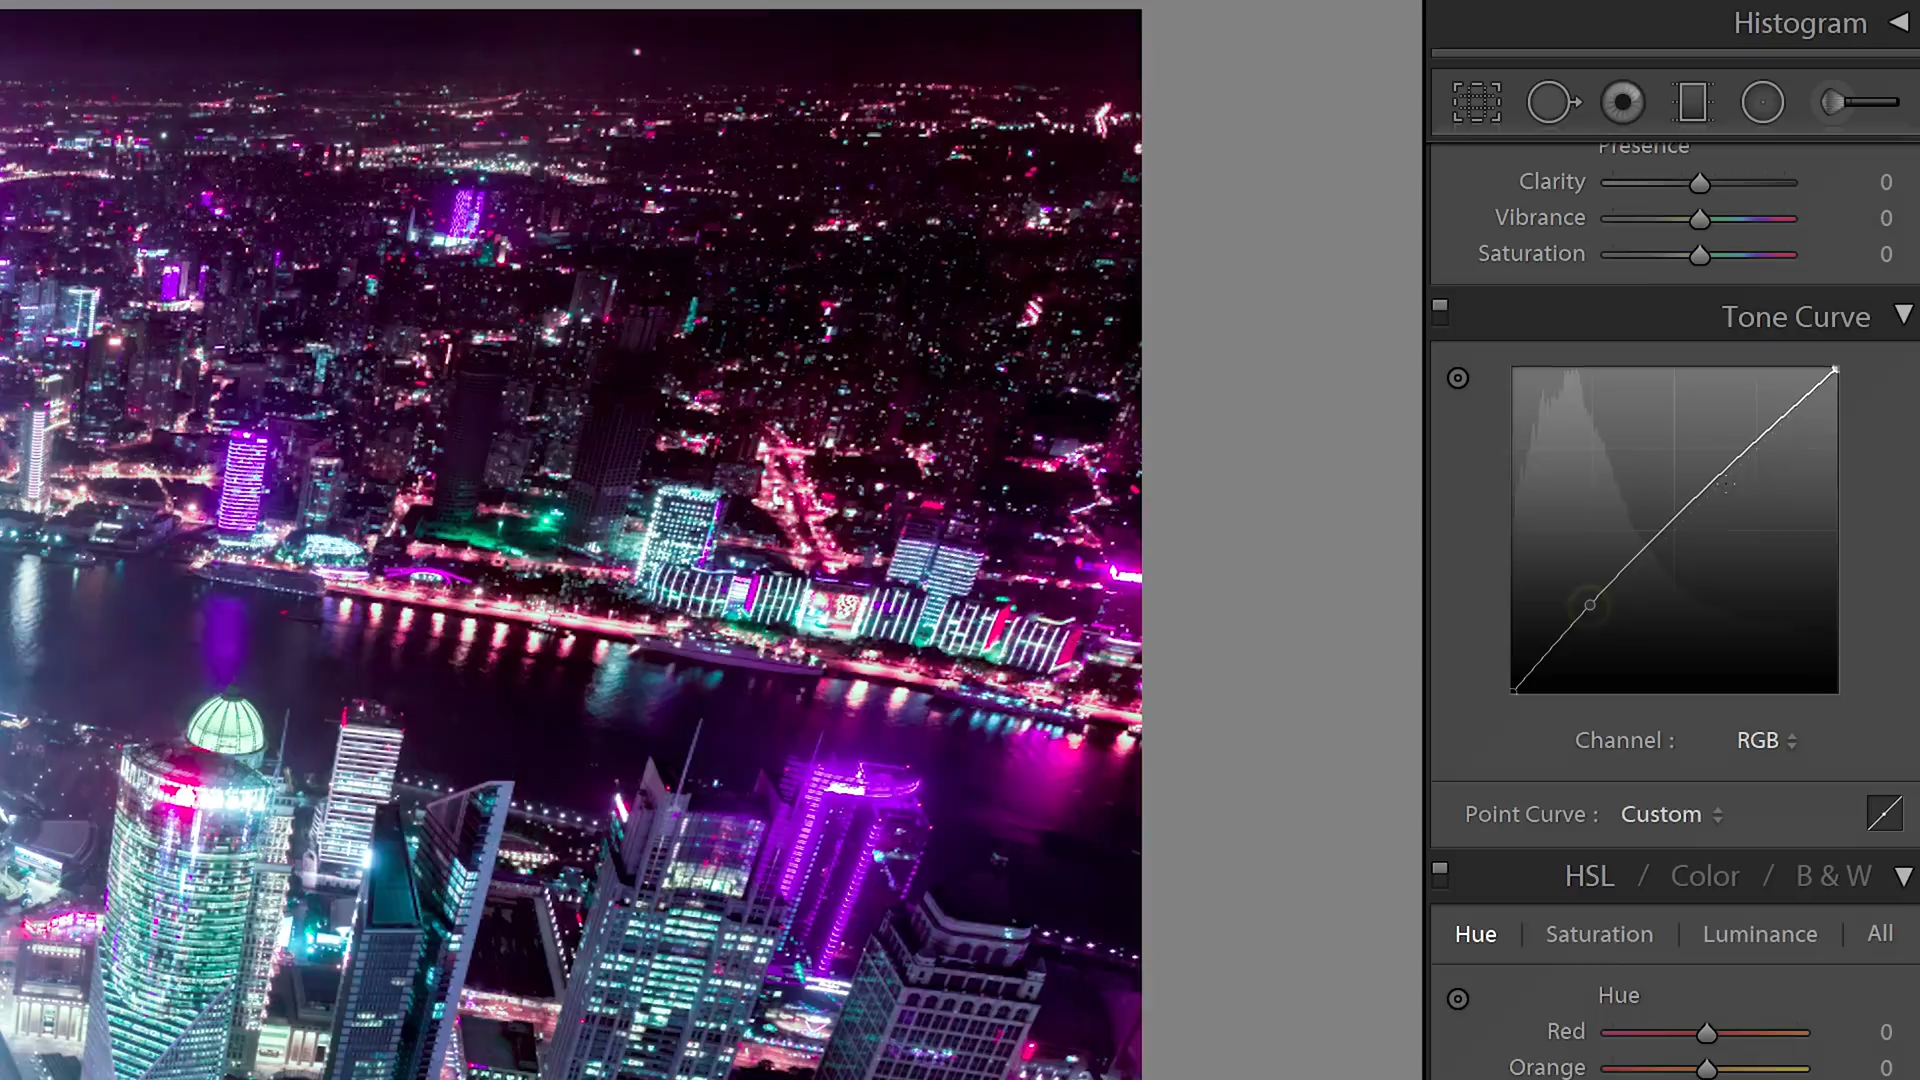 Histogram
Presence
Clarity 0
Vibrance 0
Saturation 0
Tone Curve
Channel : RGB
Point Curve : Custom
HSL / Color / B & W
Hue | Saturation | Luminance | All
Hue
Red 0
Orange 0